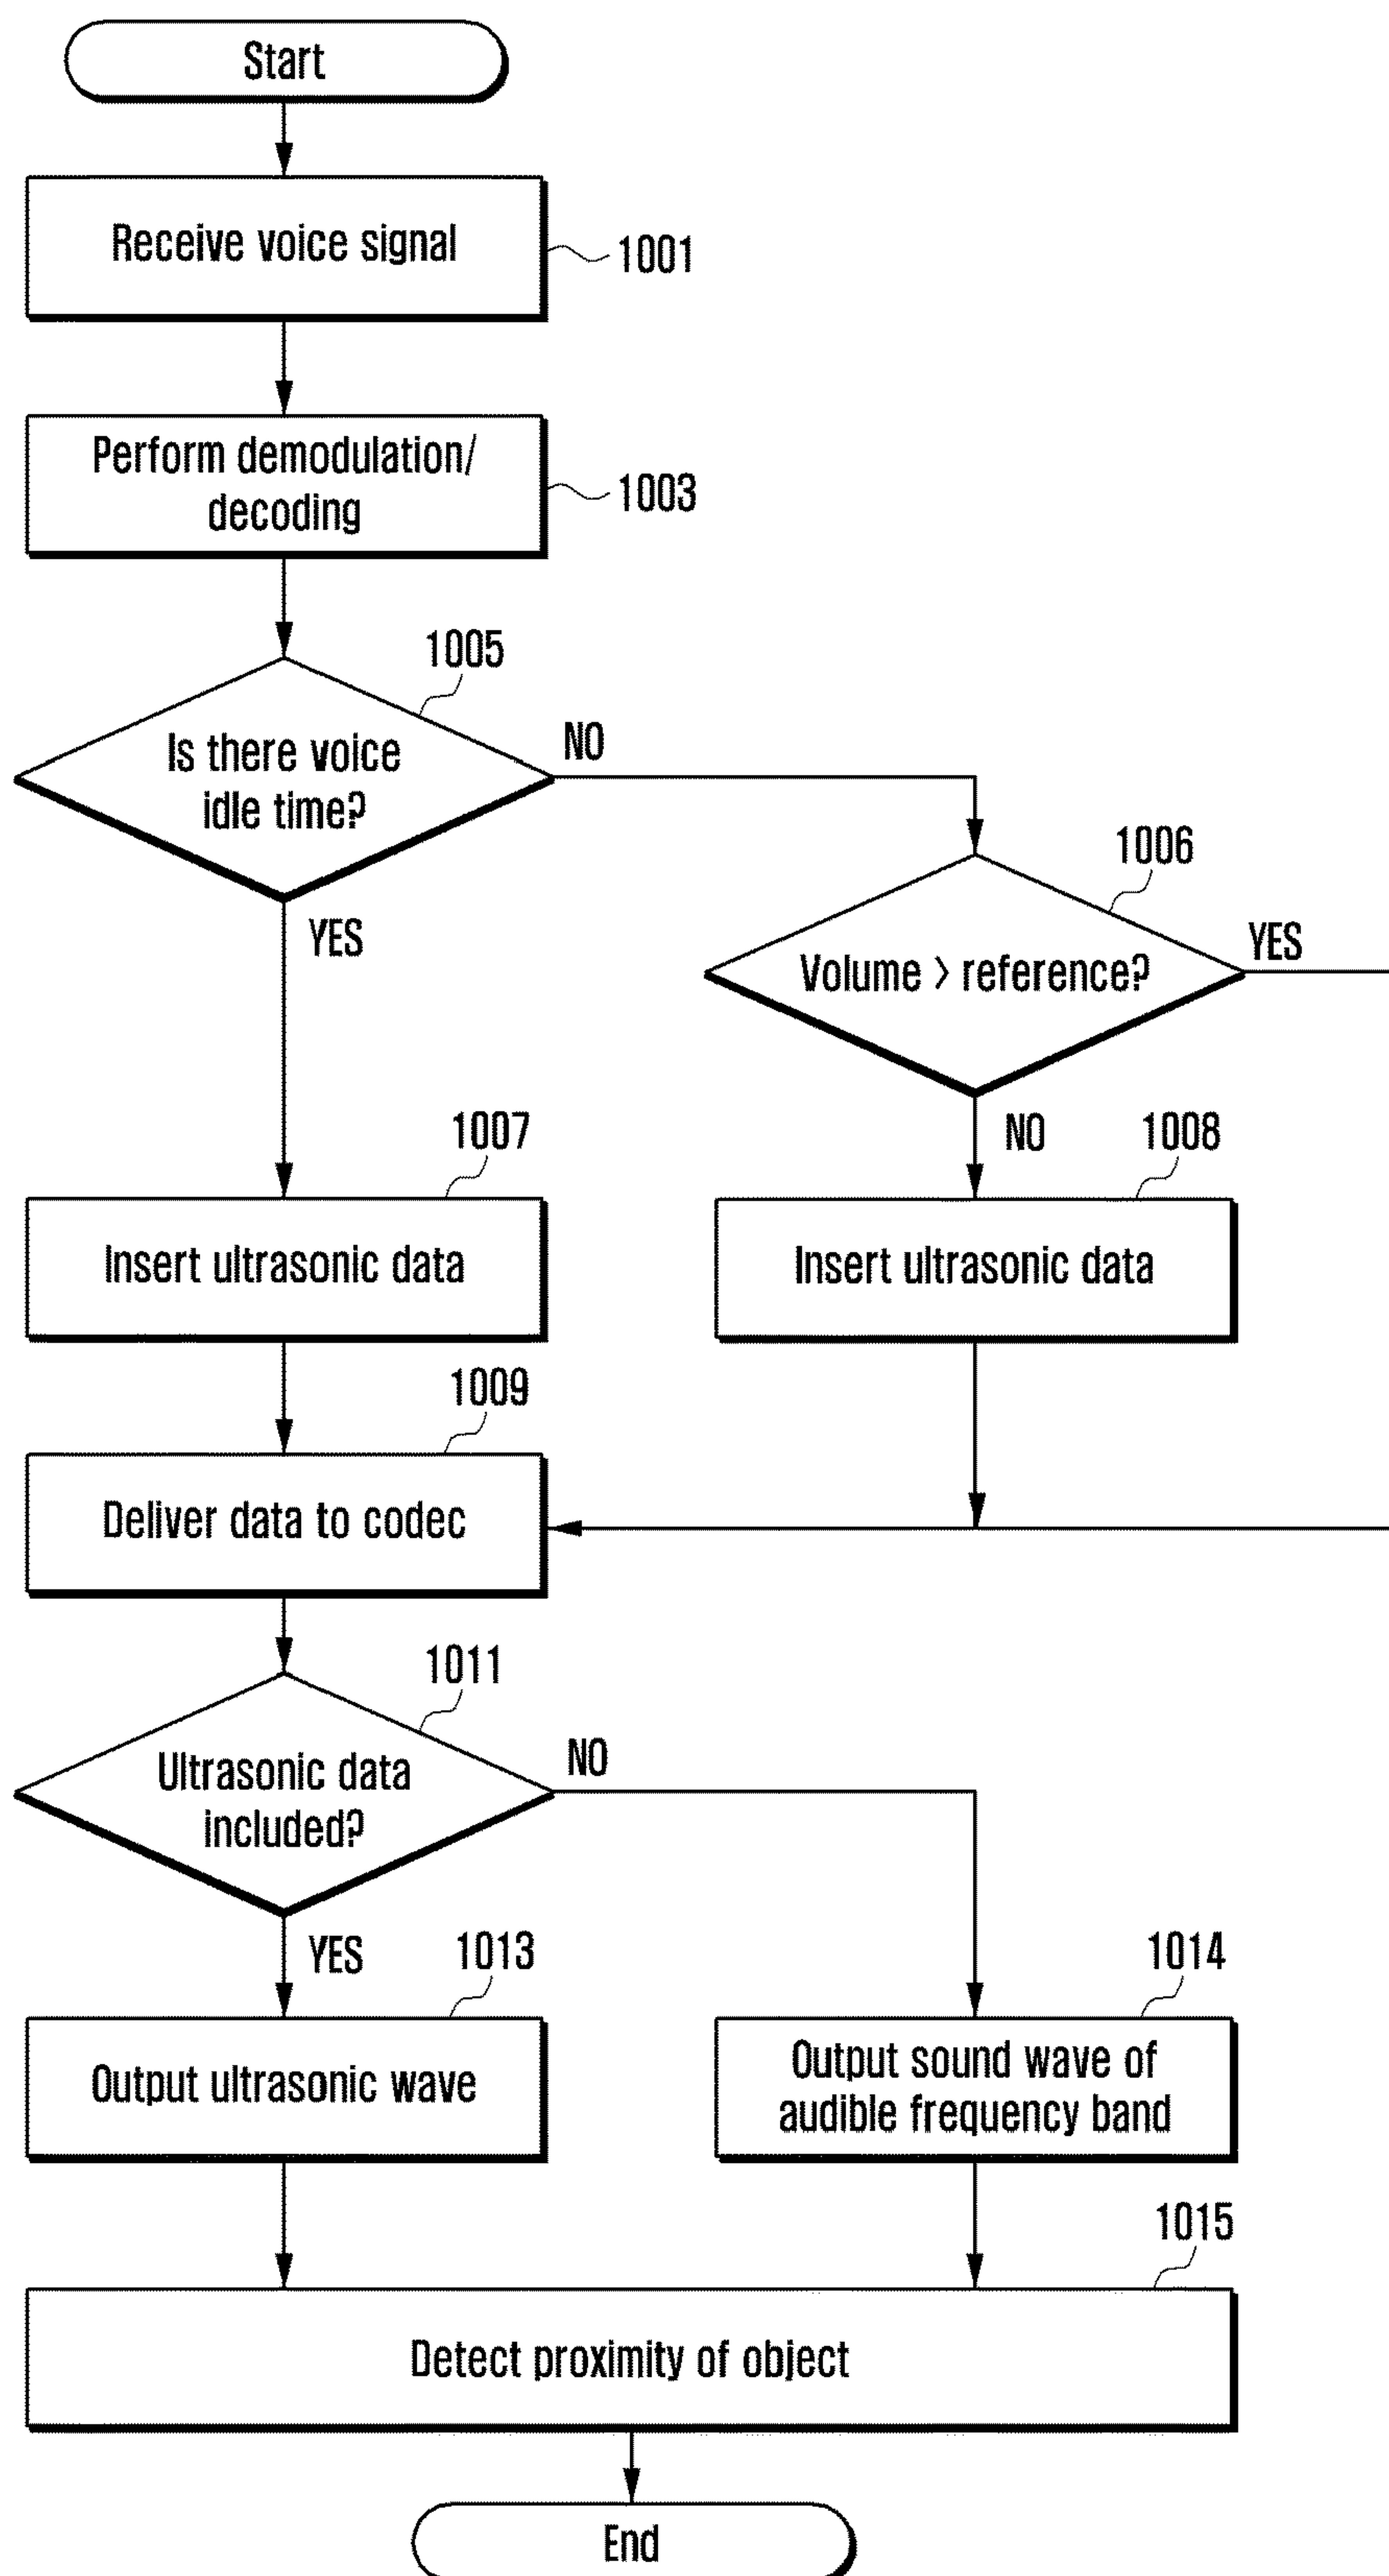 Start
Receive voice signal
1001
Perform demodulation/
decoding
1003
1005
Is there voice
idle time?
NO
YES
1006
Volume > reference?
YES
NO
1007
Insert ultrasonic data
1008
Insert ultrasonic data
1009
Deliver data to codec
1011
Ultrasonic data
included?
NO
YES
1013
Output ultrasonic wave
1014
Output sound wave of
audible frequency band
1015
Detect proximity of object
End